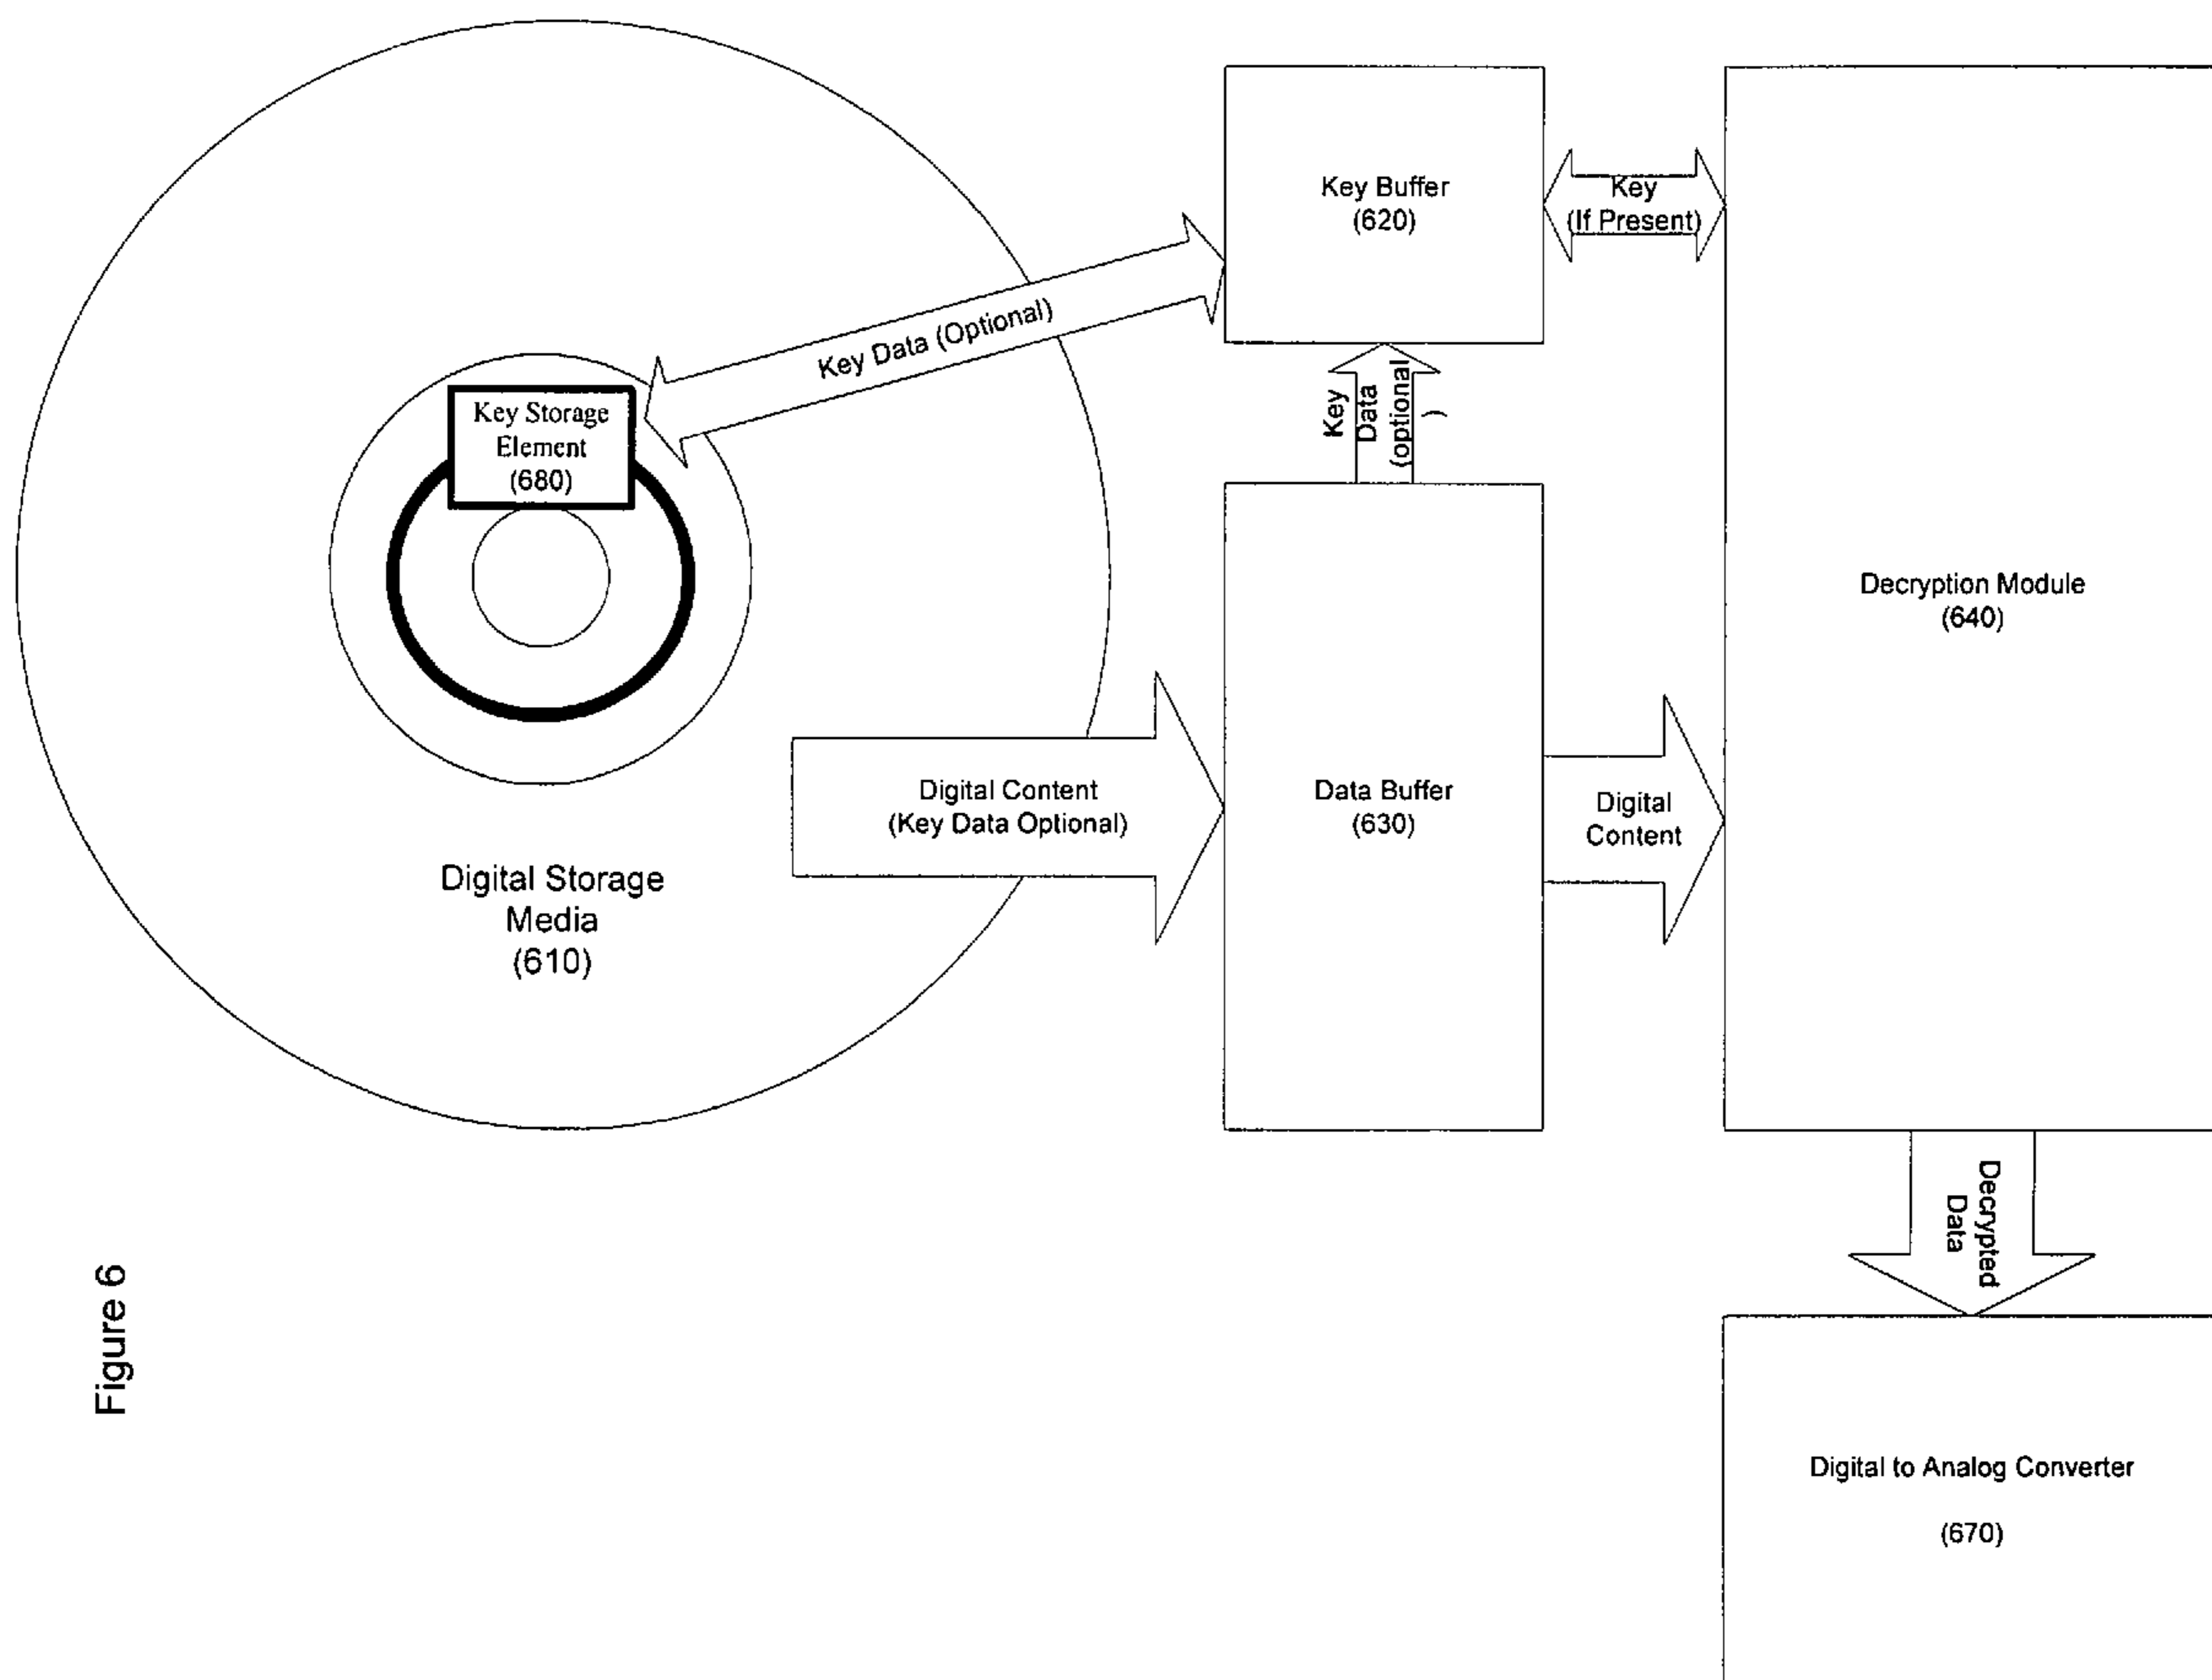 Key Buffer
(620)
Key
(If Present)
Key Data (Optional)
Key Storage
Element
(680)
Key
Data
(optional
)
Decryption Module
(640)
Digital Content
(Key Data Optional)
Data Buffer
(630)
Digital
Content
Digital Storage
Media
(610)
Decrypted
Data
Figure 6
Digital to Analog Converter
(670)